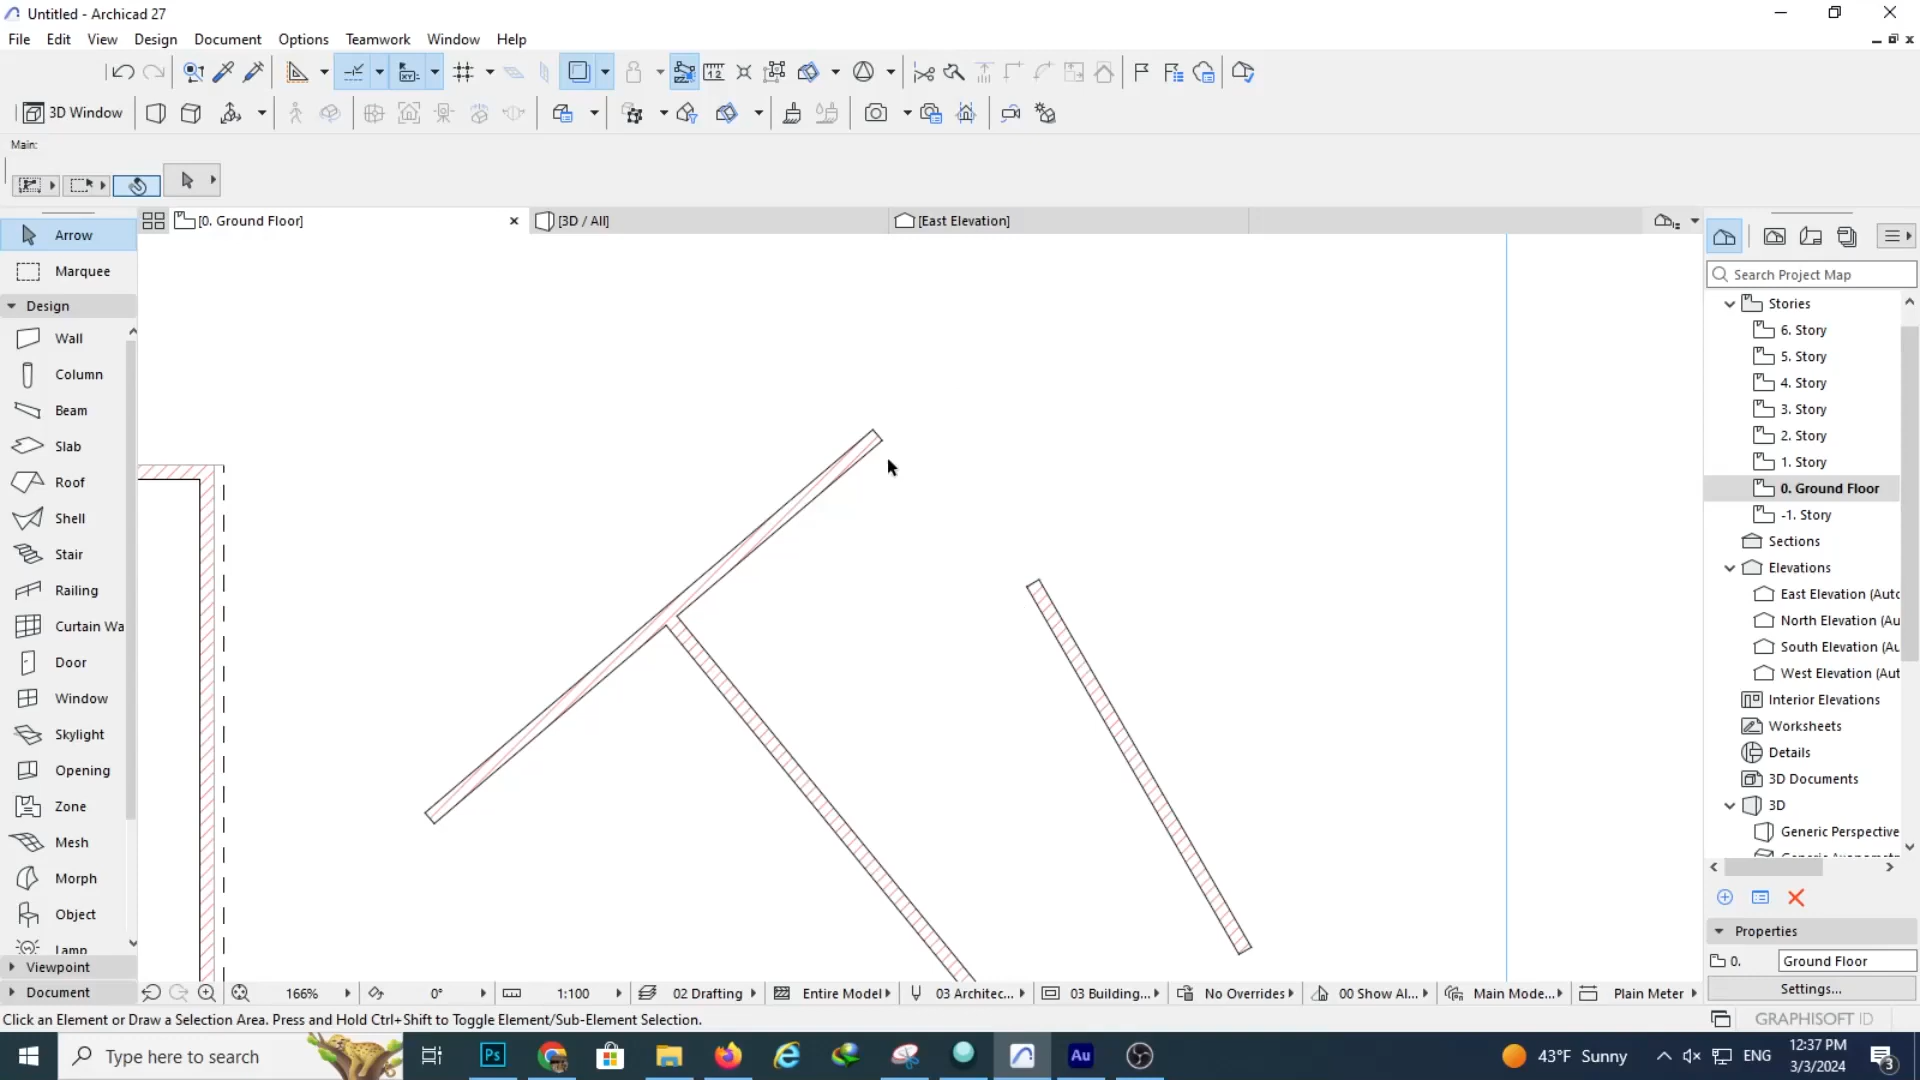 Untitled - Archicad 27
File Edit View Design Document Options Teamwork Window Help
3D Window
Main:
[0. Ground Floor]
[3D / All]
[East Elevation]
Arrow
Marquee
Design
Wall
Column
Beam
Slab
Roof
Shell
Stair
Railing
Curtain Wa
Door
Window
Skylight
Opening
Zone
Mesh
Morph
Object
Lamp
Viewpoint
Document
Search Project Map
Stories
6. Story
5. Story
4. Story
3. Story
2. Story
1. Story
0. Ground Floor
-1. Story
Sections
Elevations
East Elevation (Auto
North Elevation (Au
South Elevation (Au
West Elevation (Aut
Interior Elevations
Worksheets
Details
3D Documents
3D
Generic Perspective
Properties
0. Ground Floor
Settings...
166% 0° 1:100 02 Drafting Entire Model 03 Architec... 03 Building... No Overrides 00 Show Al... Main Mode... Plain Meter
Click an Element or Draw a Selection Area. Press and Hold Ctrl+Shift to Toggle Element/Sub-Element Selection.
GRAPHISOFT ID
Type here to search
Ps
Au
43°F Sunny
ENG
12:37 PM
3/3/2024
3